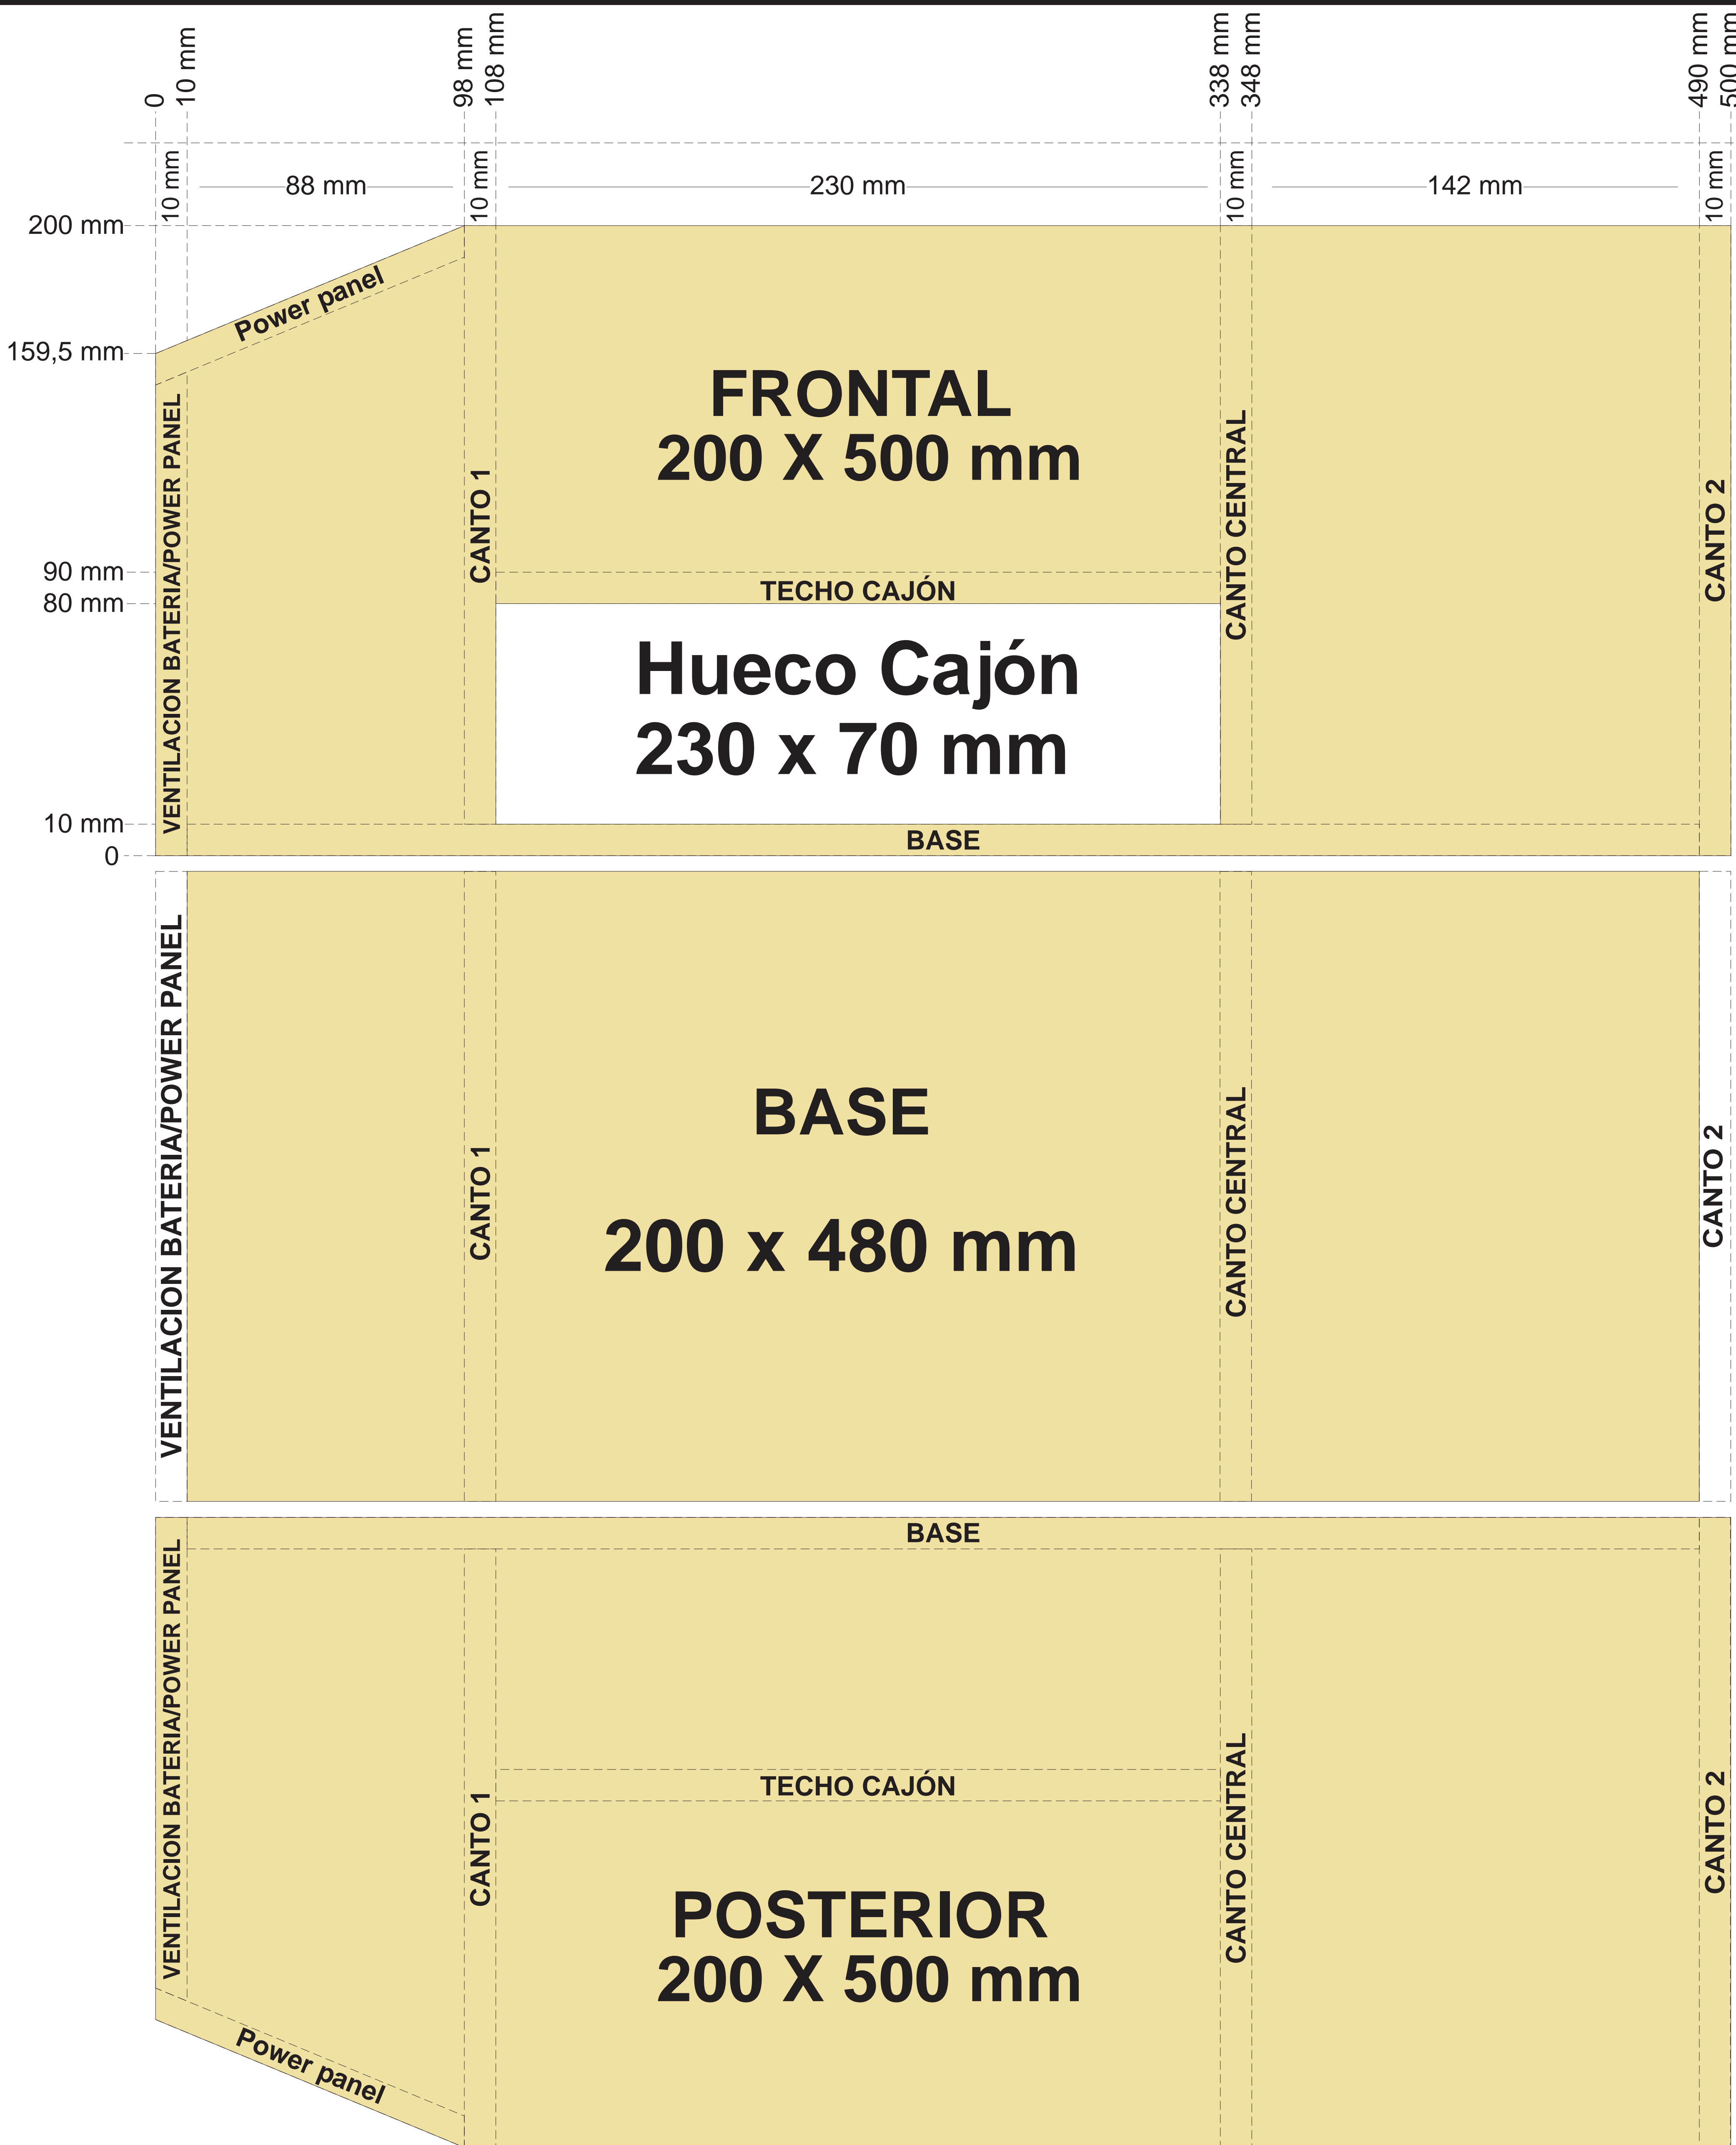 0
10 mm
98 mm
108 mm
338 mm
348 mm
490 mm
500 mm
10 mm
88 mm
10 mm
230 mm
10 mm
142 mm
10 mm
200 mm
159,5 mm
90 mm
80 mm
10 mm
0
Power panel
VENTILACION BATERIA/POWER PANEL
CANTO 1
FRONTAL
200 X 500 mm
TECHO CAJÓN
Hueco Cajón
230 x 70 mm
CANTO CENTRAL
CANTO 2
BASE
VENTILACION BATERIA/POWER PANEL
CANTO 1
BASE
200 x 480 mm
CANTO CENTRAL
CANTO 2
BASE
VENTILACION BATERIA/POWER PANEL
CANTO 1
TECHO CAJÓN
POSTERIOR
200 X 500 mm
CANTO CENTRAL
CANTO 2
Power panel